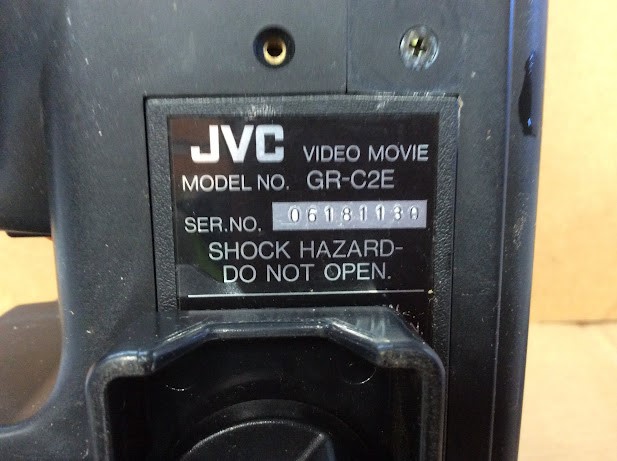 JVC VIDEO MOVIE
MODEL NO. GR-C2E
SER.NO. 06181139
SHOCK HAZARD-
DO NOT OPEN.